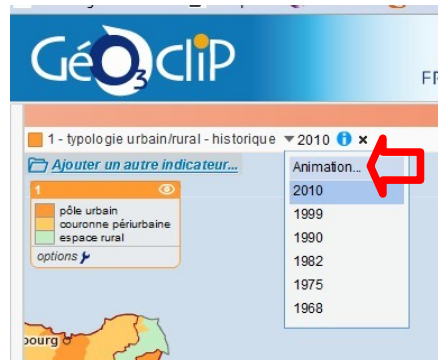 GéO3cliP
FR
1 - typologie urbain/rural - historique 2010 i x
Ajouter un autre indicateur...
Animation...
2010
1999
1990
1982
1975
1968
1
pôle urbain
couronne périurbaine
espace rural
options
bourg